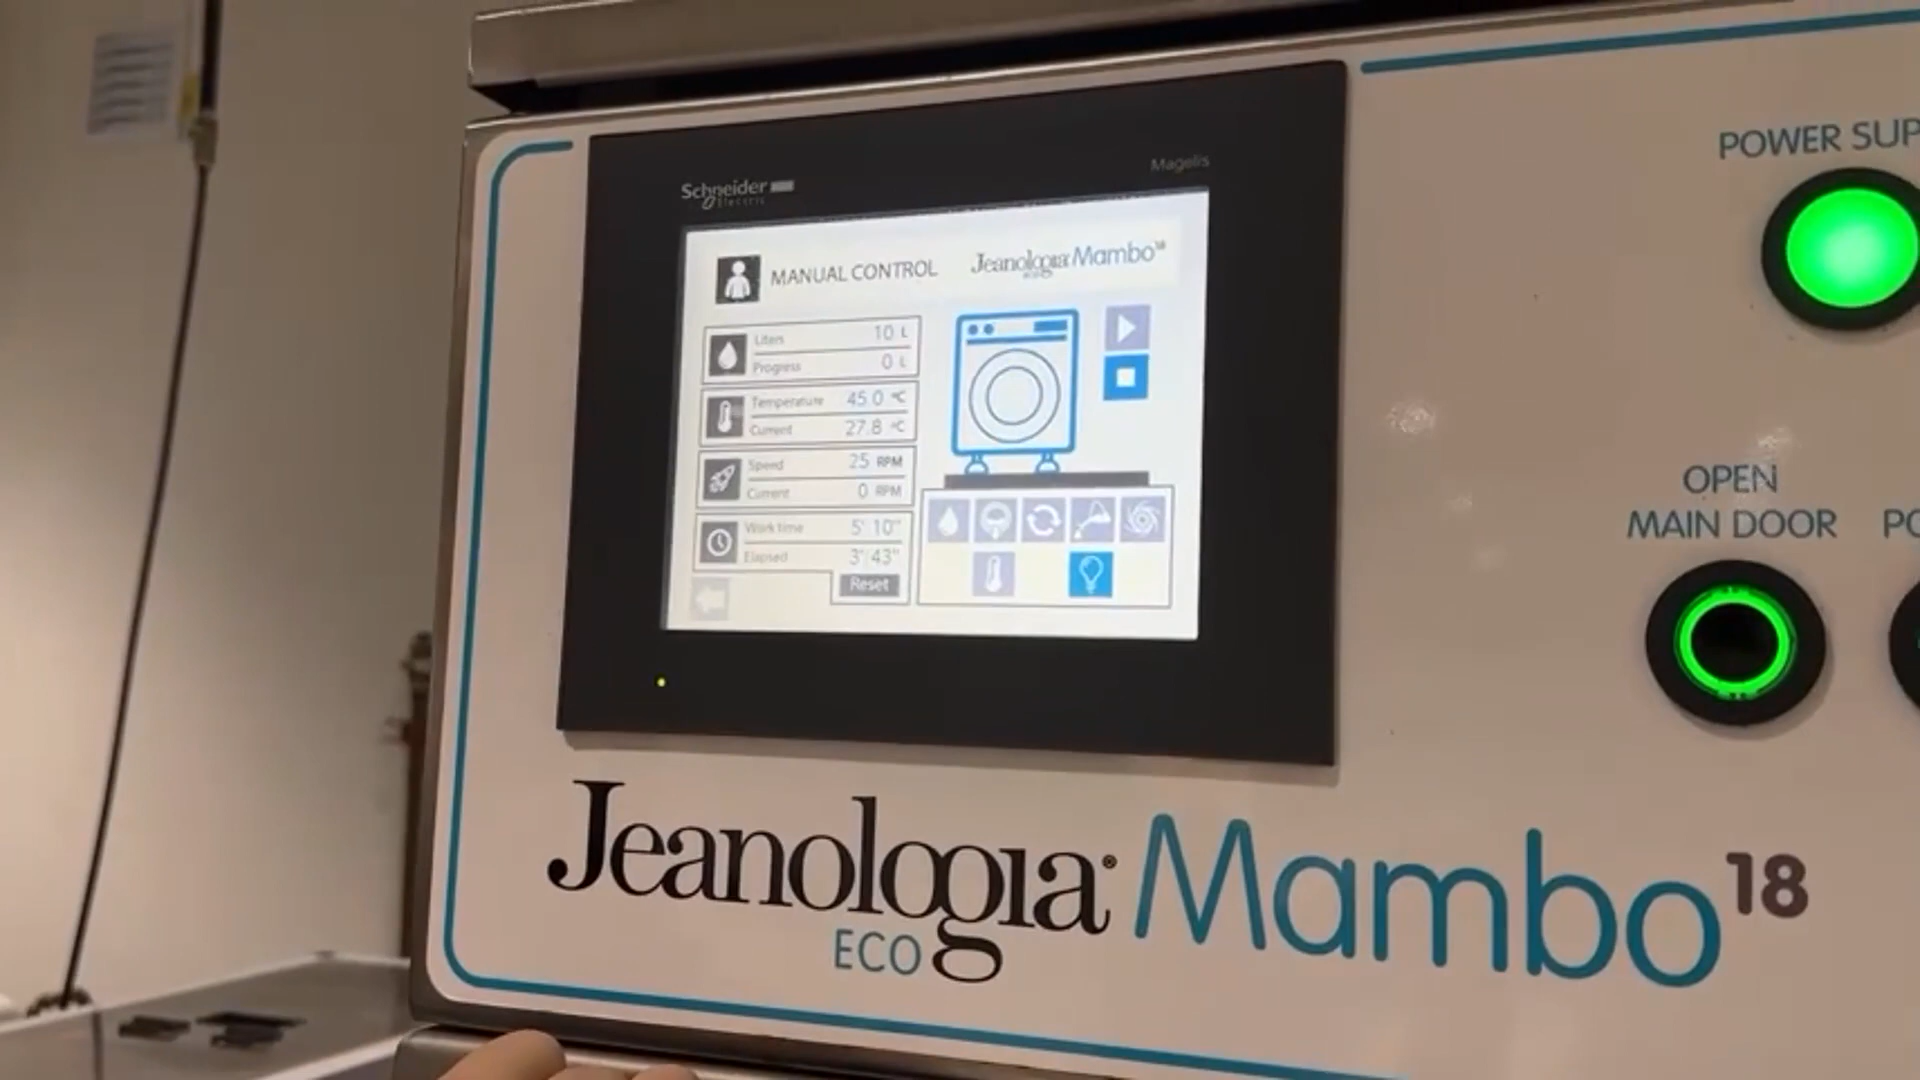 Schneider
Electric
Magelis
MANUAL CONTROL
Jeanologia Mambo 18
ECO
Liters 10 L
Progress 0 L
Temperature 45.0 °C
Current 27.8 °C
Speed 25 RPM
Current 0 RPM
Work time 5' 10"
Elapsed 3' 43"
Reset
POWER SUP
OPEN
MAIN DOOR
PO
Jeanologia® Mambo 18
ECO